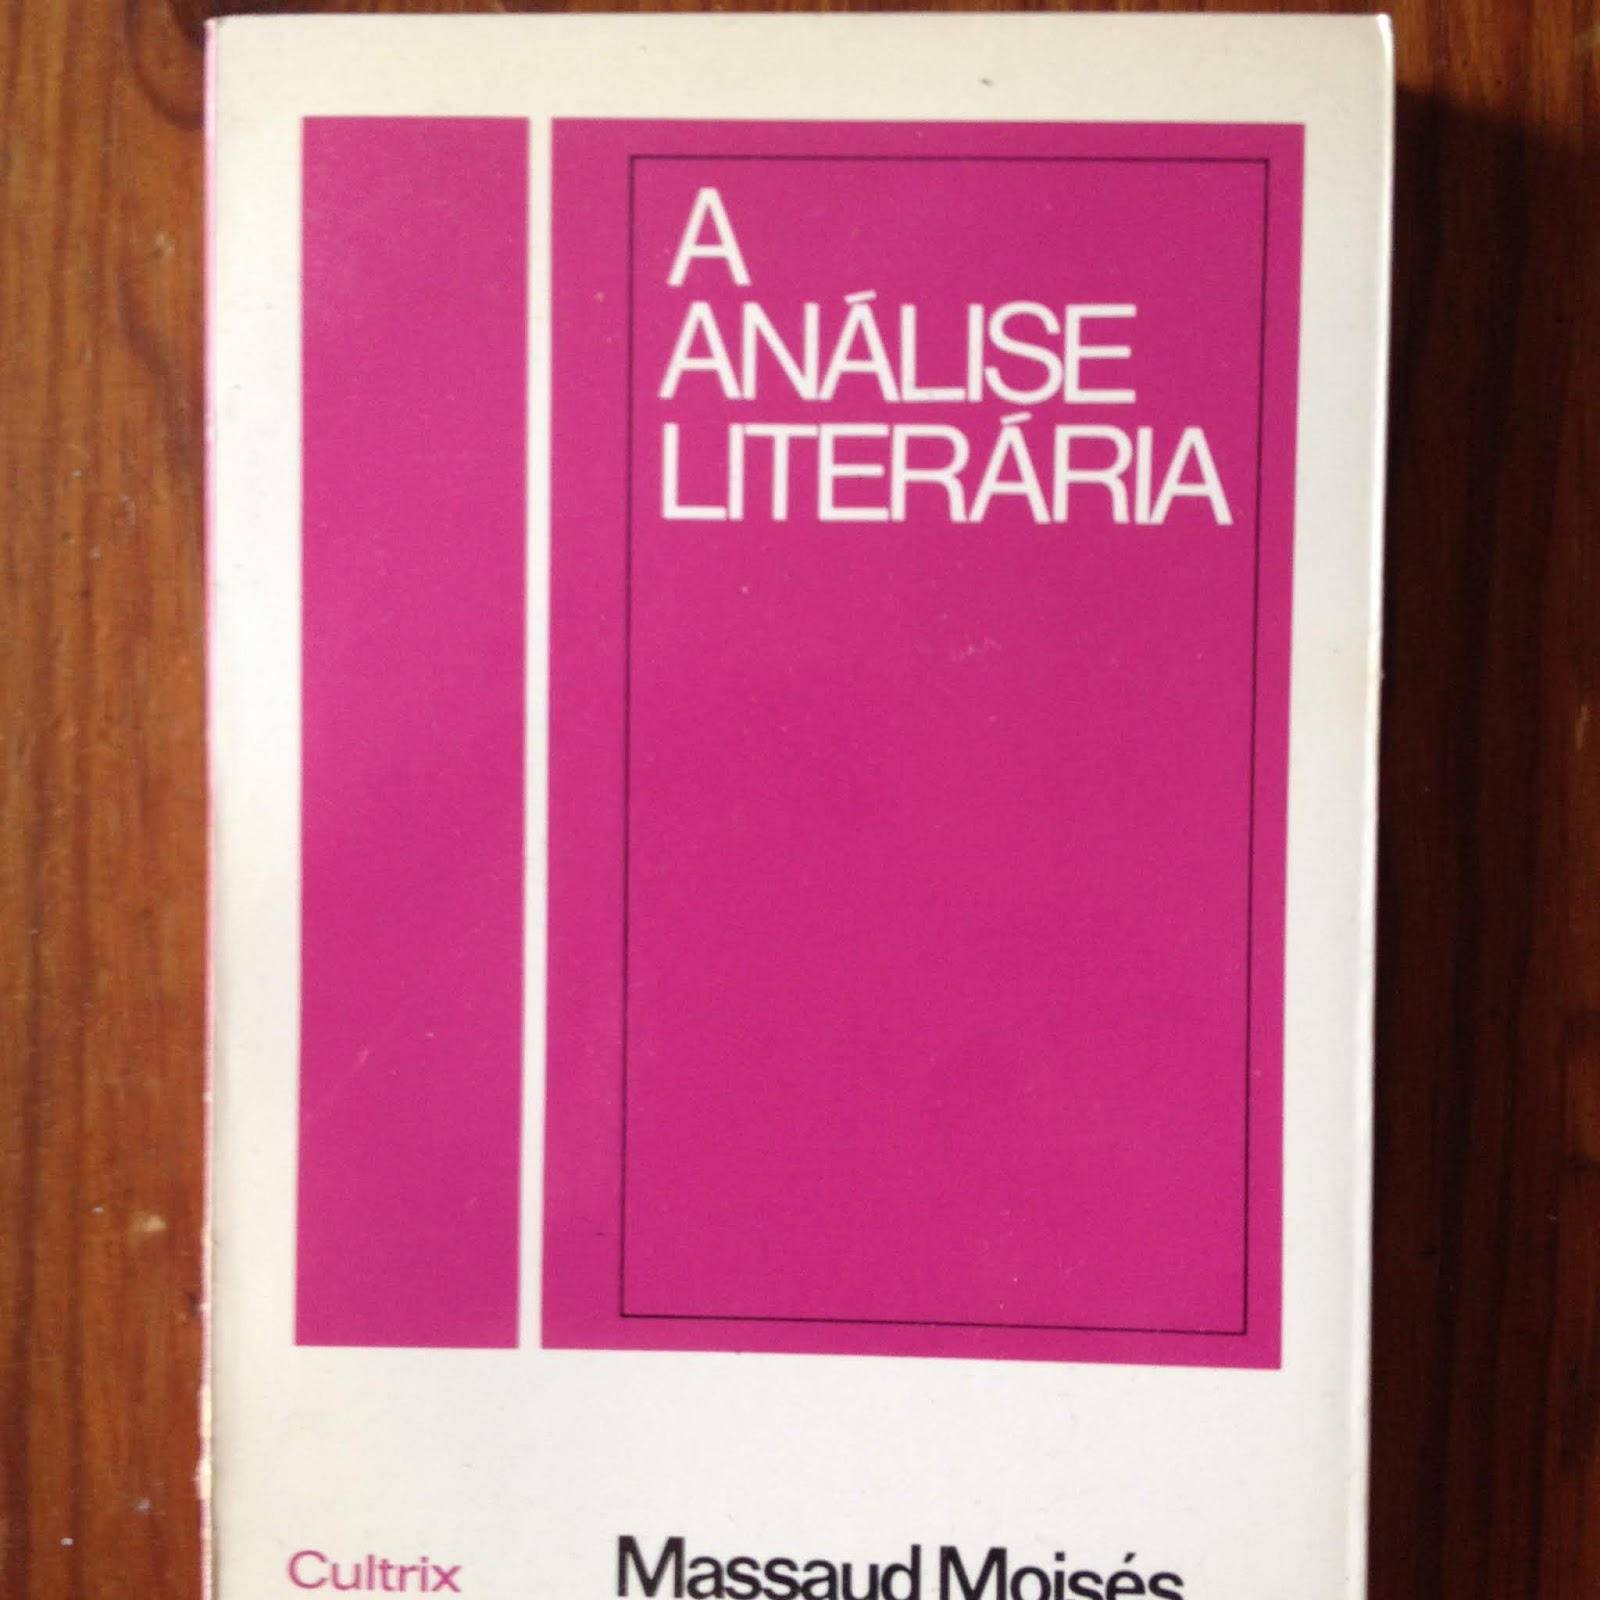 A
ANÁLISE
LITERÁRIA
Cultrix
Massaud Moisés